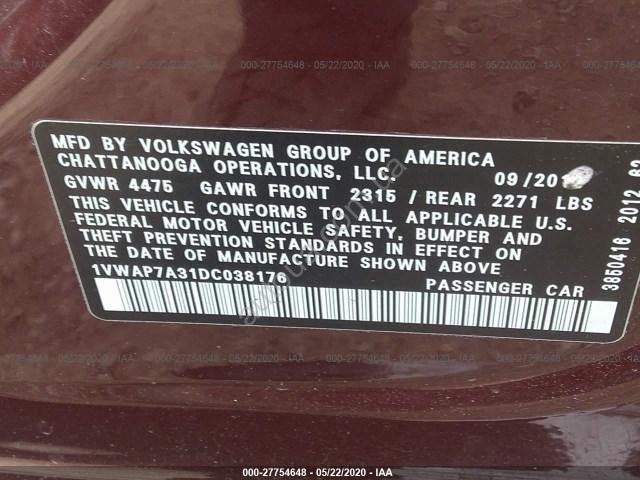 000-27754648 - 05/22/2020 - IAA
MFD BY VOLKSWAGEN GROUP OF AMERICA
CHATTANOOGA OPERATIONS, LLC. 09/201
GVWR 4475 GAWR FRONT 2315 / REAR 2271 LBS
THIS VEHICLE CONFORMS TO ALL APPLICABLE U.S.
FEDERAL MOTOR VEHICLE SAFETY, BUMPER AND
THEFT PREVENTION STANDARDS IN EFFECT ON
THE DATE OF MANUFACTURE SHOWN ABOVE.
1VWAP7A31DC038176 PASSENGER CAR
3850416 2012
000-27754648 - 05/22/2020 - IAA